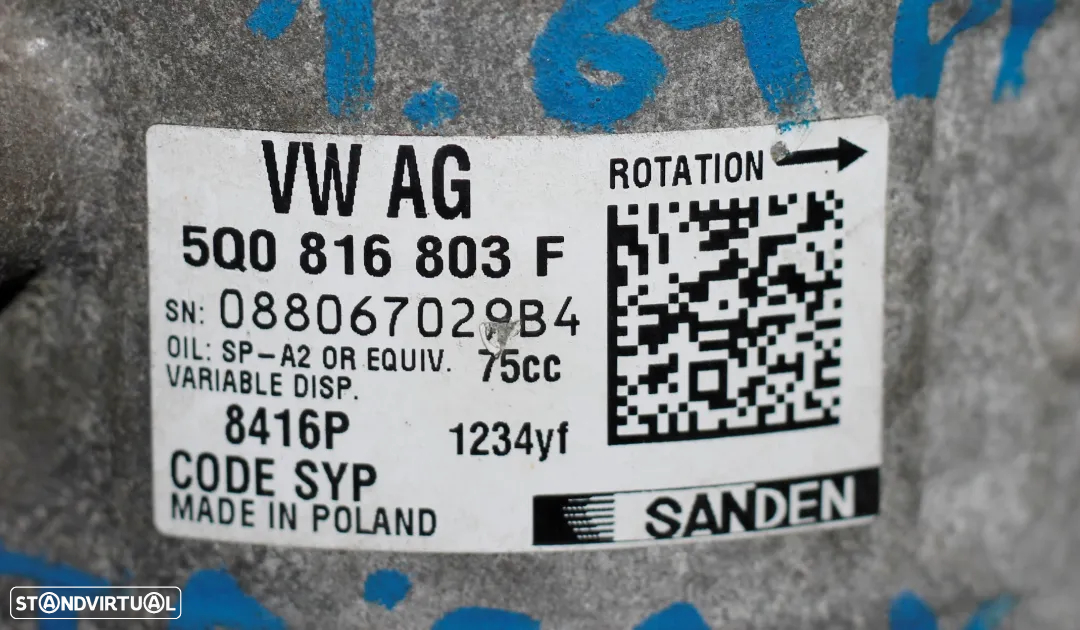 VW AG
ROTATION
5Q0 816 803 F
SN: 088067029B4
OIL: SP-A2 OR EQUIV. 75cc
VARIABLE DISP.
8416P 1234yf
CODE SYP
MADE IN POLAND
SANDEN
STANDVIRTUAL